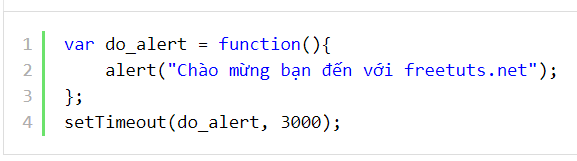 1 var do_alert = function(){
2     alert("Chào mừng bạn đến với freetuts.net");
3 };
4 setTimeout(do_alert, 3000);